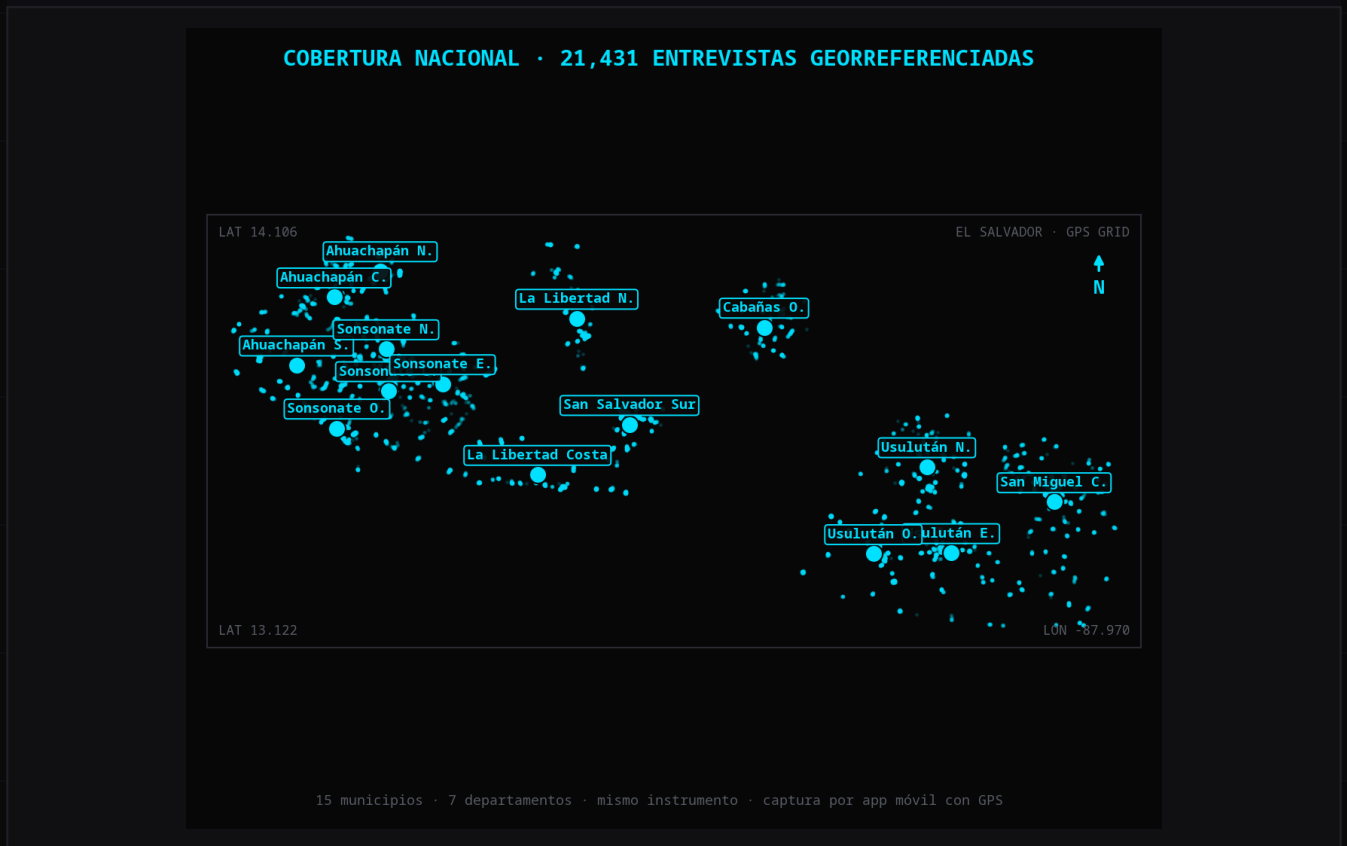 COBERTURA NACIONAL · 21,431 ENTREVISTAS GEORREFERENCIADAS
LAT 14.106
EL SALVADOR · GPS GRID
N
Ahuachapán N.
Ahuachapán C.
La Libertad N.
Cabañas O.
Sonsonate N.
Ahuachapán S.
Sonsonate E.
Sonsonate O.
San Salvador Sur
La Libertad Costa
Usulután N.
San Miguel C.
Usulután O.
ulután E.
LAT 13.122
LON -87.970
15 municipios · 7 departamentos · mismo instrumento · captura por app móvil con GPS